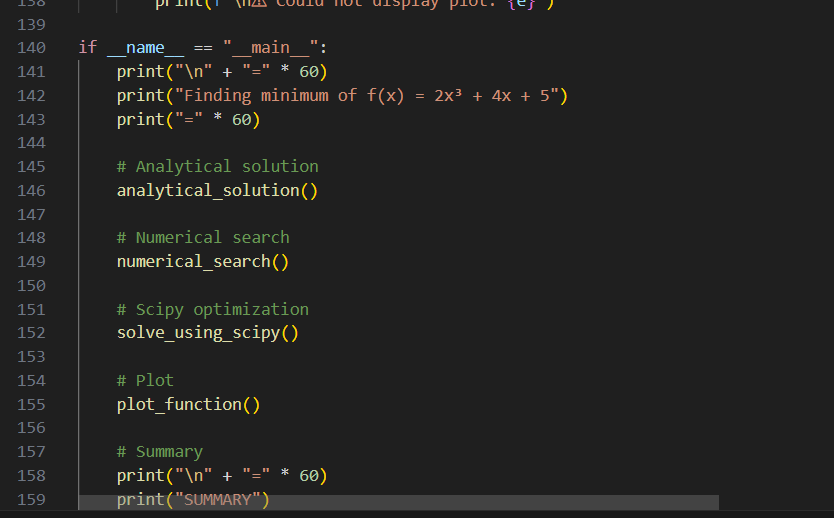 138 print(f"\n⚠ Could not display plot: {e}")
139
140 if __name__ == "__main__":
141     print("\n" + "=" * 60)
142     print("Finding minimum of f(x) = 2x³ + 4x + 5")
143     print("=" * 60)
144
145     # Analytical solution
146     analytical_solution()
147
148     # Numerical search
149     numerical_search()
150
151     # Scipy optimization
152     solve_using_scipy()
153
154     # Plot
155     plot_function()
156
157     # Summary
158     print("\n" + "=" * 60)
159     print("SUMMARY")